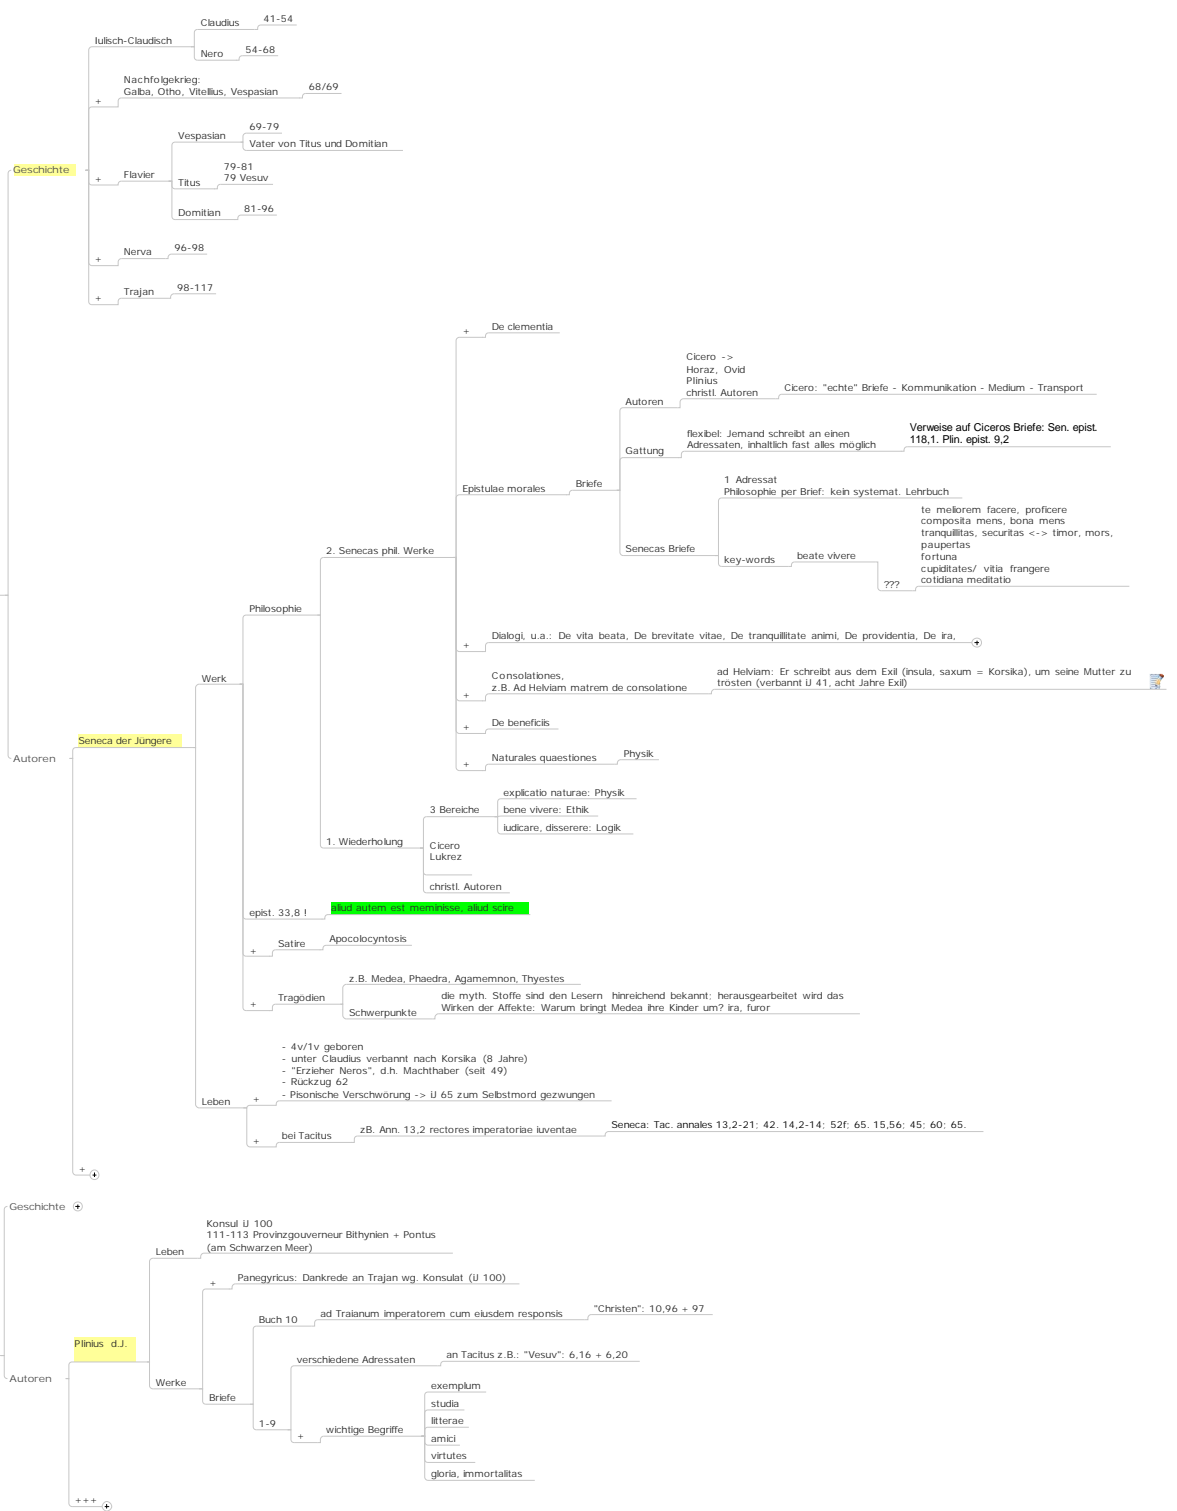 Claudius
41-54
Iulisch-Claudisch
Nero
54-68
Nachfolgekrieg:
Galba, Otho, Vitellius, Vespasian
68/69
+
Geschichte
Vespasian
69-79
Vater von Titus und Domitian
+
Flavier
79-81
79 Vesuv
Titus
Domitian
81-96
+
Nerva
96-98
+
Trajan
98-117
+
De clementia
Cicero ->
Horaz, Ovid
Plinius
christl. Autoren
Cicero: "echte" Briefe - Kommunikation - Medium - Transport
Autoren
Verweise auf Ciceros Briefe: Sen. epist.
118,1. Plin. epist. 9,2
flexibel: Jemand schreibt an einen
Adressaten, inhaltlich fast alles möglich
Gattung
Epistulae morales
Briefe
1 Adressat
Philosophie per Brief: kein systemat. Lehrbuch
te meliorem facere, proficere
composita mens, bona mens
tranquillitas, securitas <-> timor, mors,
paupertas
fortuna
cupiditates/ vitia frangere
cotidiana meditatio
Senecas Briefe
key-words
beate vivere
???
2. Senecas phil. Werke
Philosophie
+
Dialogi, u.a.: De vita beata, De brevitate vitae, De tranquillitate animi, De providentia, De ira,
+
Werk
+
Consolationes,
z.B. Ad Helviam matrem de consolatione
ad Helviam: Er schreibt aus dem Exil (insula, saxum = Korsika), um seine Mutter zu
trösten (verbannt iJ 41, acht Jahre Exil)
+
De beneficiis
Seneca der Jüngere
Autoren
+
Naturales quaestiones
Physik
explicatio naturae: Physik
3 Bereiche
bene vivere: Ethik
iudicare, disserere: Logik
1. Wiederholung
Cicero
Lukrez
christl. Autoren
epist. 33,8 !
aliud autem est meminisse, aliud scire
+
Satire
Apocolocyntosis
+
Tragödien
z.B. Medea, Phaedra, Agamemnon, Thyestes
Schwerpunkte
die myth. Stoffe sind den Lesern hinreichend bekannt; herausgearbeitet wird das
Wirken der Affekte: Warum bringt Medea ihre Kinder um? ira, furor
- 4v/1v geboren
- unter Claudius verbannt nach Korsika (8 Jahre)
- "Erzieher Neros", d.h. Machthaber (seit 49)
- Rückzug 62
- Pisonische Verschwörung -> iJ 65 zum Selbstmord gezwungen
+
Leben
+
bei Tacitus
zB. Ann. 13,2 rectores imperatoriae iuventae
Seneca: Tac. annales 13,2-21; 42. 14,2-14; 52f; 65. 15,56; 45; 60; 65.
+
+
Geschichte
+
Konsul iJ 100
111-113 Provinzgouverneur Bithynien + Pontus
(am Schwarzen Meer)
Leben
+
Panegyricus: Dankrede an Trajan wg. Konsulat (iJ 100)
Buch 10
ad Traianum imperatorem cum eiusdem responsis
"Christen": 10,96 + 97
Plinius d.J.
verschiedene Adressaten
an Tacitus z.B.: "Vesuv": 6,16 + 6,20
Autoren
Werke
Briefe
1-9
+
wichtige Begriffe
exemplum
studia
litterae
amici
virtutes
gloria, immortalitas
+++
+